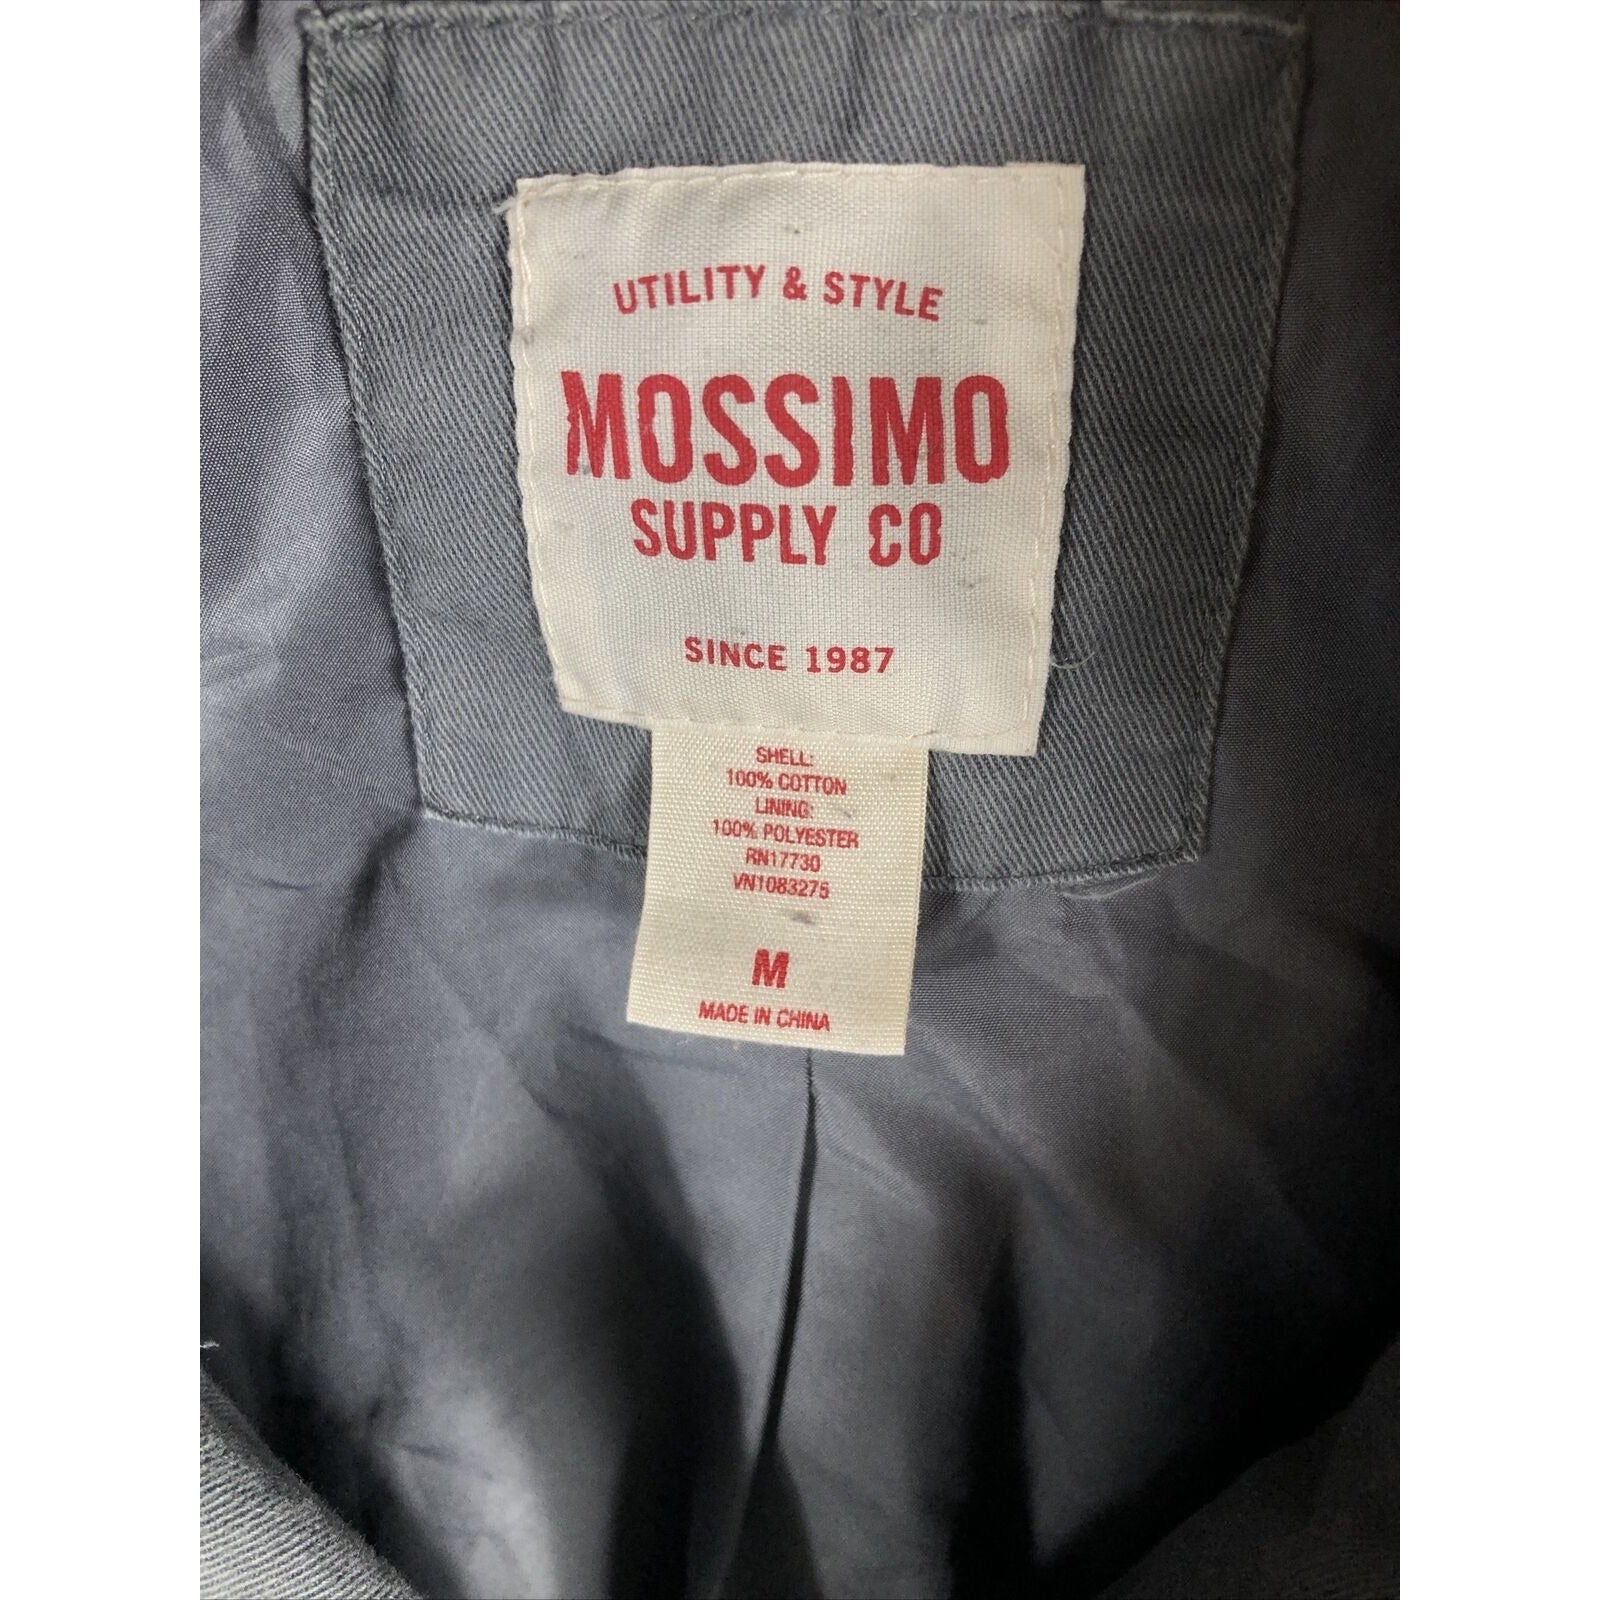 UTILITY & STYLE
MOSSIMO
SUPPLY CO
SINCE 1987
SHELL:
100% COTTON
LINING:
100% POLYESTER
RN17730
VN1083275
M
MADE IN CHINA